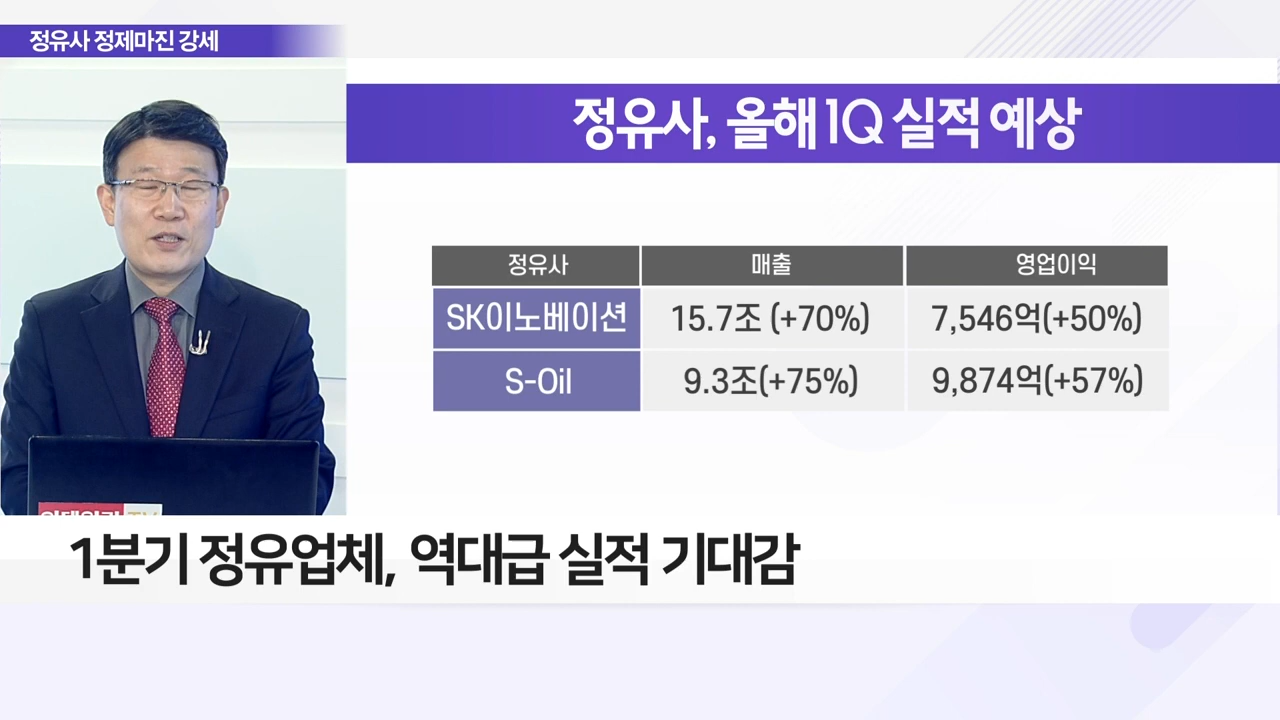 정유사 정제마진 강세
정유사, 올해 1Q 실적 예상
정유사 매출 영업이익
SK이노베이션 15.7조 (+70%) 7,546억(+50%)
S-Oil 9.3조(+75%) 9,874억(+57%)
1분기 정유업체, 역대급 실적 기대감